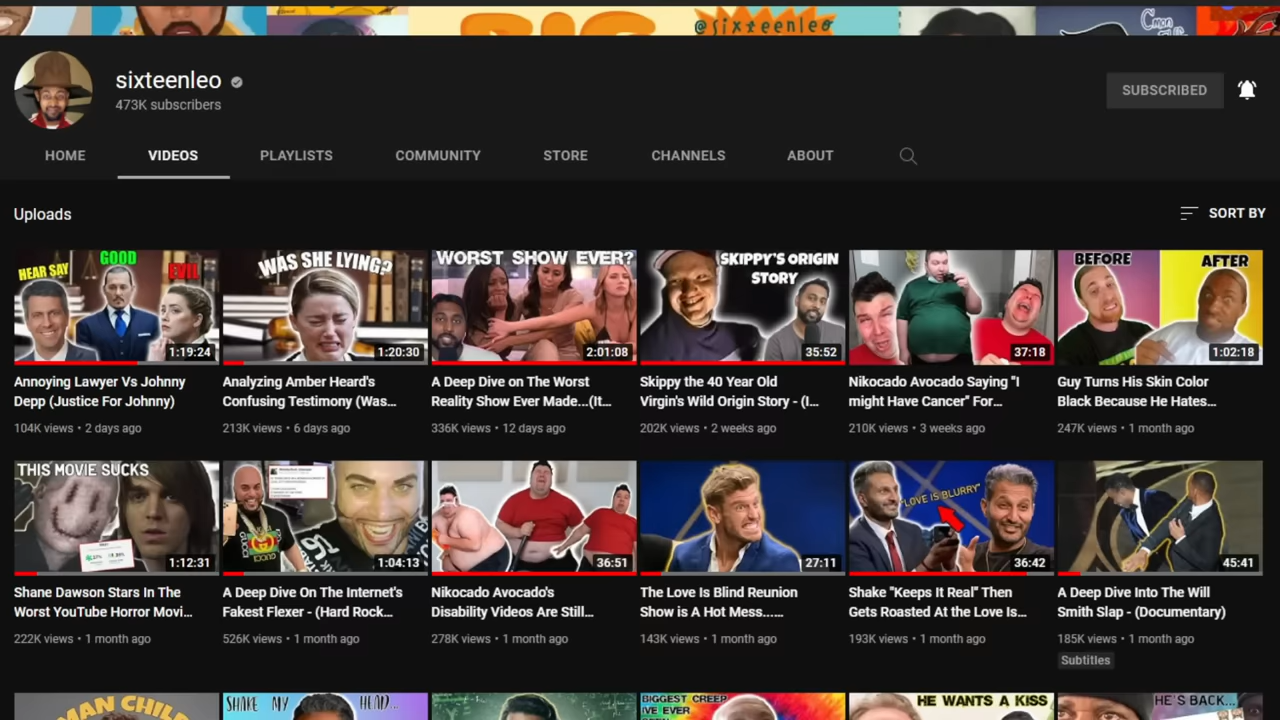 @sixteenleo
Cmon
sixteenleo
473K subscribers
SUBSCRIBED
HOME
VIDEOS
PLAYLISTS
COMMUNITY
STORE
CHANNELS
ABOUT
Uploads
SORT BY
HEAR SAY
GOOD
EVIL
1:19:24
WAS SHE LYING?
1:20:30
WORST SHOW EVER?
2:01:08
SKIPPY'S ORIGIN
STORY
35:52
37:18
BEFORE
AFTER
1:02:18
Annoying Lawyer Vs Johnny
Depp (Justice For Johnny)
104K views • 2 days ago
Analyzing Amber Heard's
Confusing Testimony (Was...
213K views • 6 days ago
A Deep Dive on The Worst
Reality Show Ever Made...(It...
336K views • 12 days ago
Skippy the 40 Year Old
Virgin's Wild Origin Story - (I...
202K views • 2 weeks ago
Nikocado Avocado Saying "I
might Have Cancer" For...
210K views • 3 weeks ago
Guy Turns His Skin Color
Black Because He Hates...
247K views • 1 month ago
THIS MOVIE SUCKS
1:12:31
GUCCI
1:04:13
36:51
27:11
"LOVE IS BLURRY"
36:42
45:41
Shane Dawson Stars In The
Worst YouTube Horror Movi...
222K views • 1 month ago
A Deep Dive On The Internet's
Fakest Flexer - (Hard Rock...
526K views • 1 month ago
Nikocado Avocado's
Disability Videos Are Still...
278K views • 1 month ago
The Love Is Blind Reunion
Show is A Hot Mess......
143K views • 1 month ago
Shake "Keeps It Real" Then
Gets Roasted At the Love Is...
193K views • 1 month ago
A Deep Dive Into The Will
Smith Slap - (Documentary)
185K views • 1 month ago
Subtitles
MAN CHILD
SHAKE MY HEAD...
BIGGEST CREEP
IVE EVER
HE WANTS A KISS
HE'S BACK...